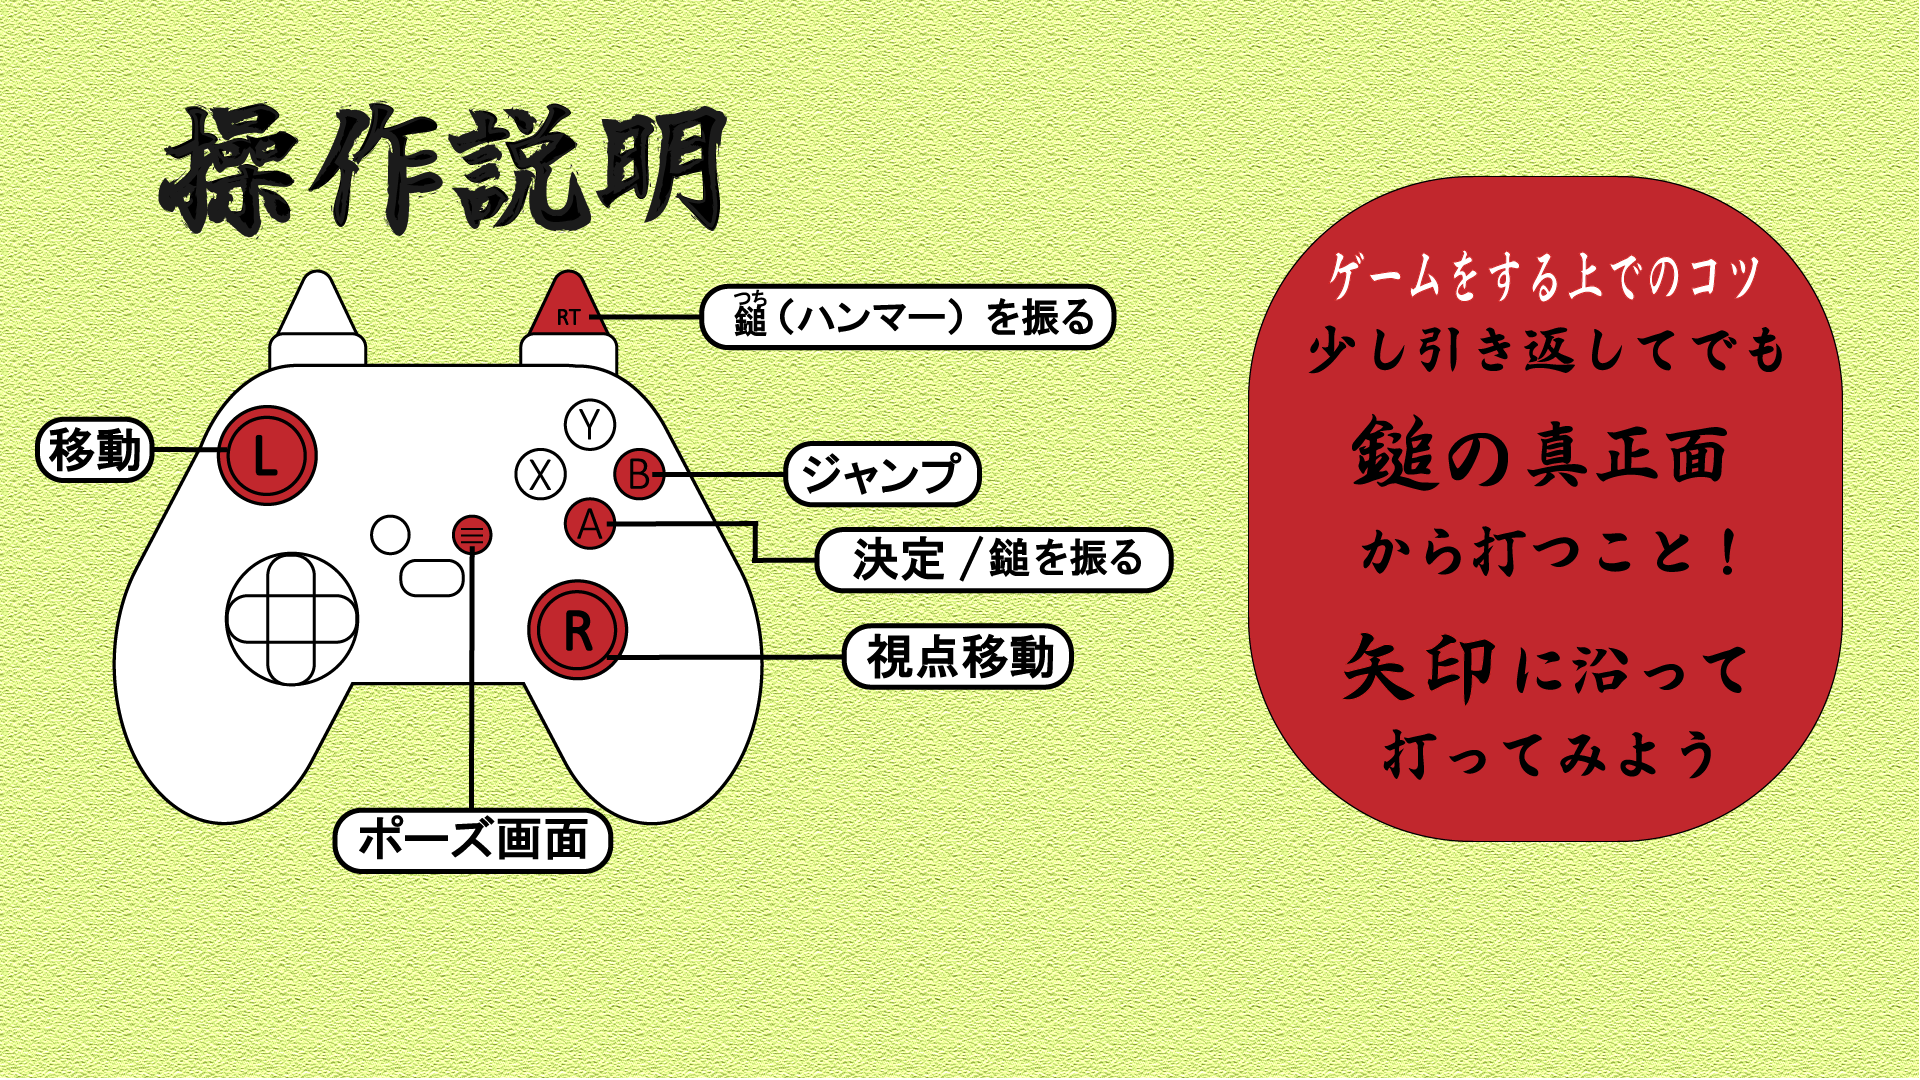 操作説明
RT
つち
鎚（ハンマー）を振る
移動
L
Y
X
B
A
ジャンプ
決定/鎚を振る
R
視点移動
ポーズ画面
ゲームをする上でのコツ
少し引き返してでも
鎚の真正面
から打つこと！
矢印に沿って
打ってみよう